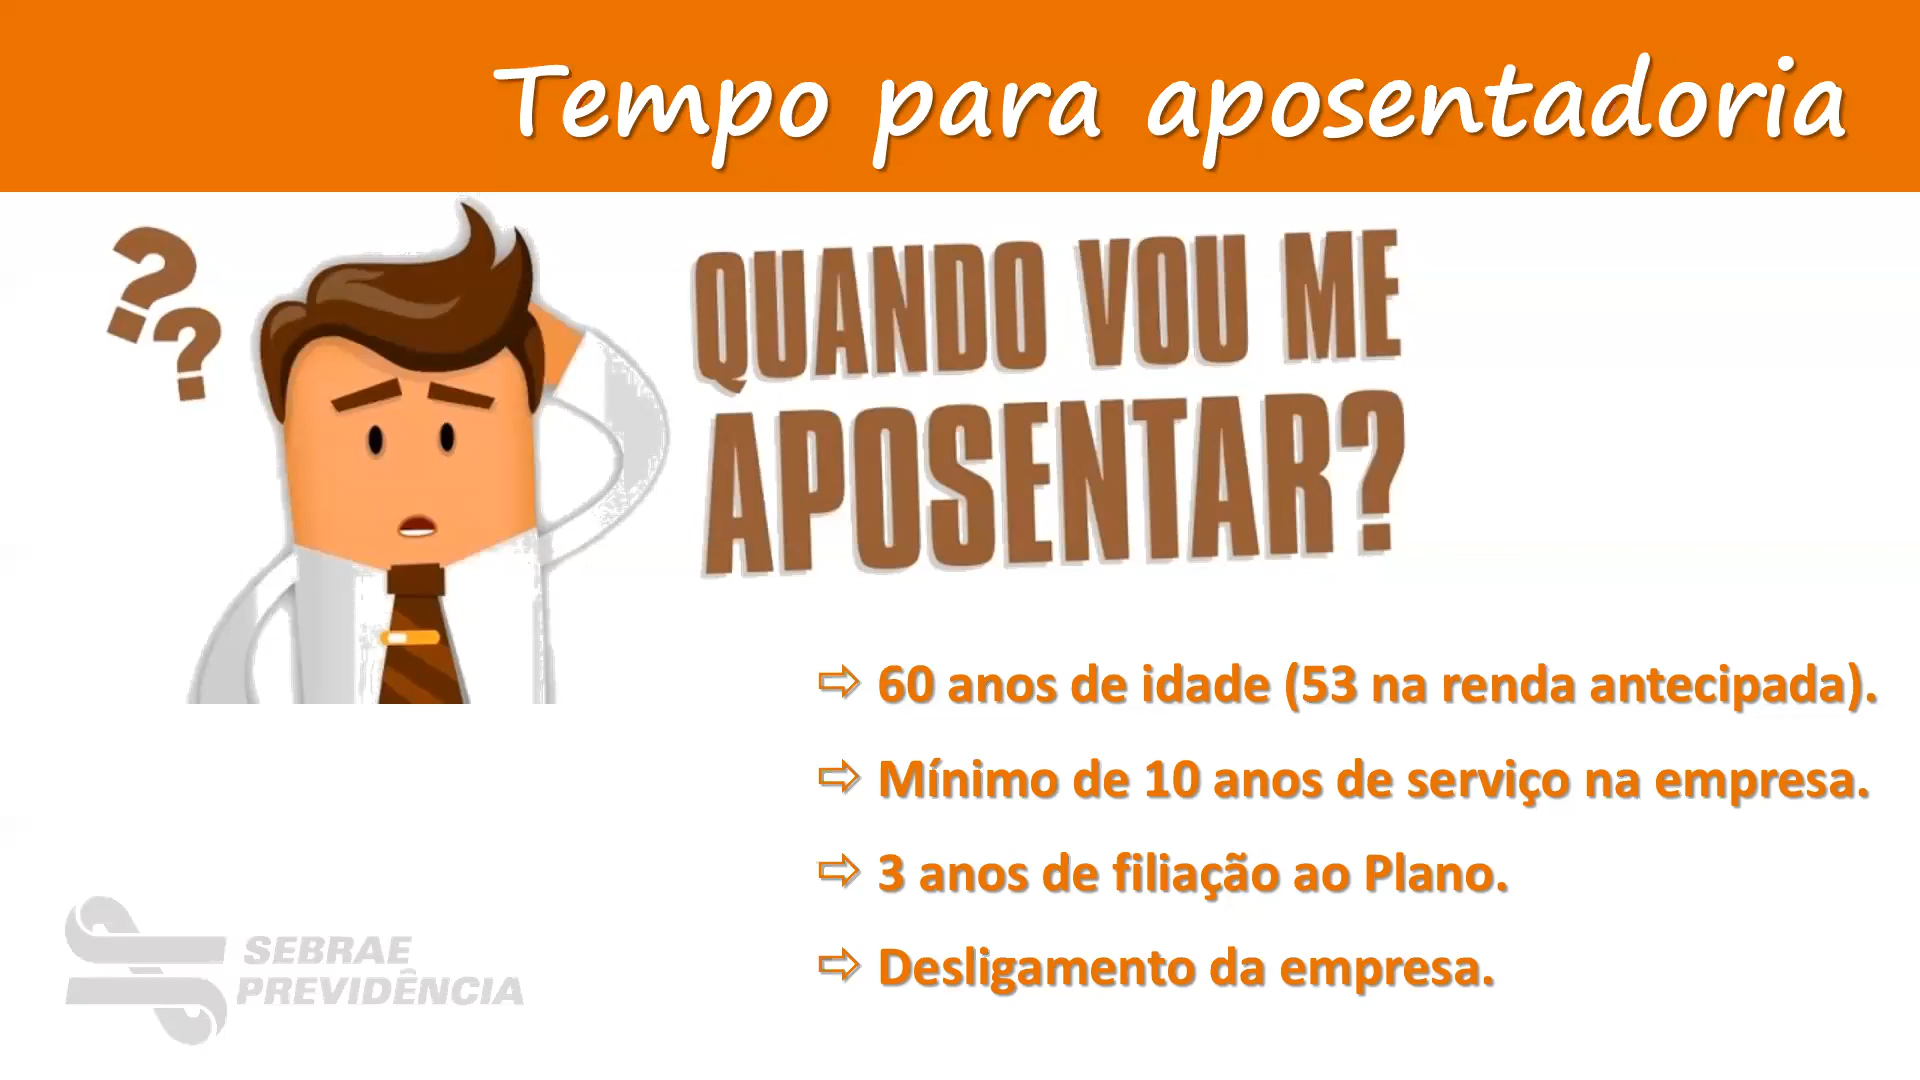 Tempo para aposentadoria
??
QUANDO VOU ME
APOSENTAR?
⇨ 60 anos de idade (53 na renda antecipada).
⇨ Mínimo de 10 anos de serviço na empresa.
⇨ 3 anos de filiação ao Plano.
⇨ Desligamento da empresa.
SEBRAE
PREVIDÊNCIA